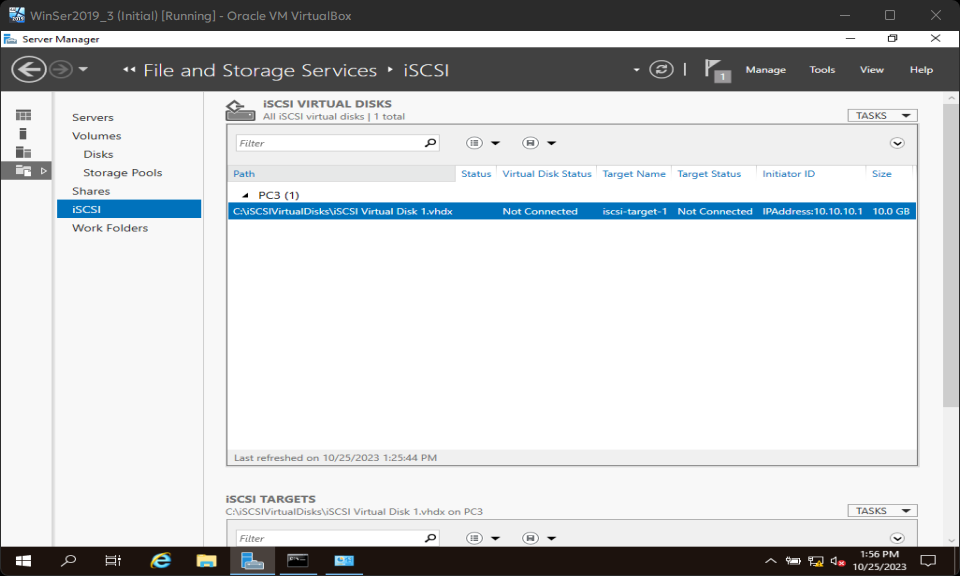 WinSer2019_3 (Initial) [Running] - Oracle VM VirtualBox
Server Manager
File and Storage Services iSCSI
1
Manage Tools View Help
Servers
Volumes
Disks
Storage Pools
Shares
iSCSI
Work Folders
iSCSI VIRTUAL DISKS
All iSCSI virtual disks | 1 total
TASKS
Filter
Path Status Virtual Disk Status Target Name Target Status Initiator ID Size
PC3 (1)
C:\iSCSIVirtualDisks\iSCSI Virtual Disk 1.vhdx Not Connected iscsi-target-1 Not Connected IPAddress:10.10.10.1 10.0 GB
Last refreshed on 10/25/2023 1:25:44 PM
iSCSI TARGETS
C:\iSCSIVirtualDisks\iSCSI Virtual Disk 1.vhdx on PC3
TASKS
Filter
1:56 PM
10/25/2023